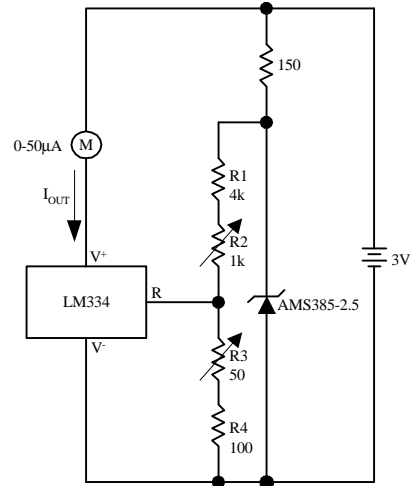 150
0-50µA
M
R1
4k
I_OUT
R2
1k
V+
3V
R
LM334
AMS385-2.5
V-
R3
50
R4
100